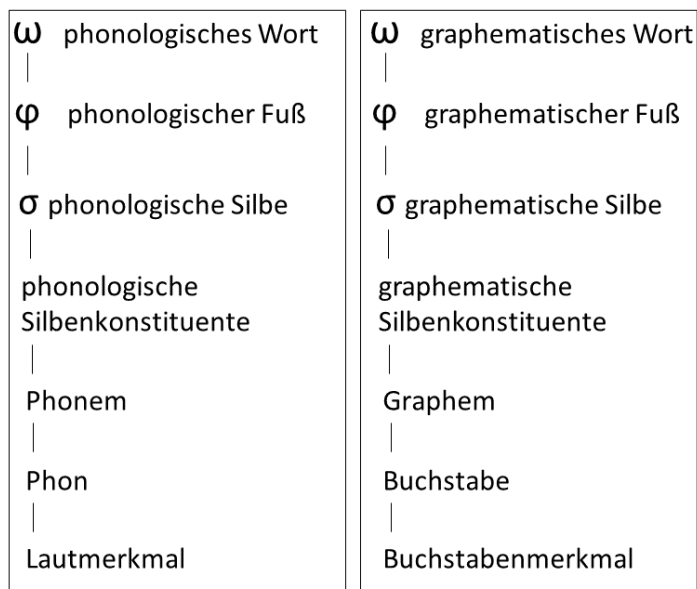 ω phonologisches Wort
φ phonologischer Fuß
σ phonologische Silbe
phonologische
Silbenkonstituente
Phonem
Phon
Lautmerkmal
ω graphematisches Wort
φ graphematischer Fuß
σ graphematische Silbe
graphematische
Silbenkonstituente
Graphem
Buchstabe
Buchstabenmerkmal